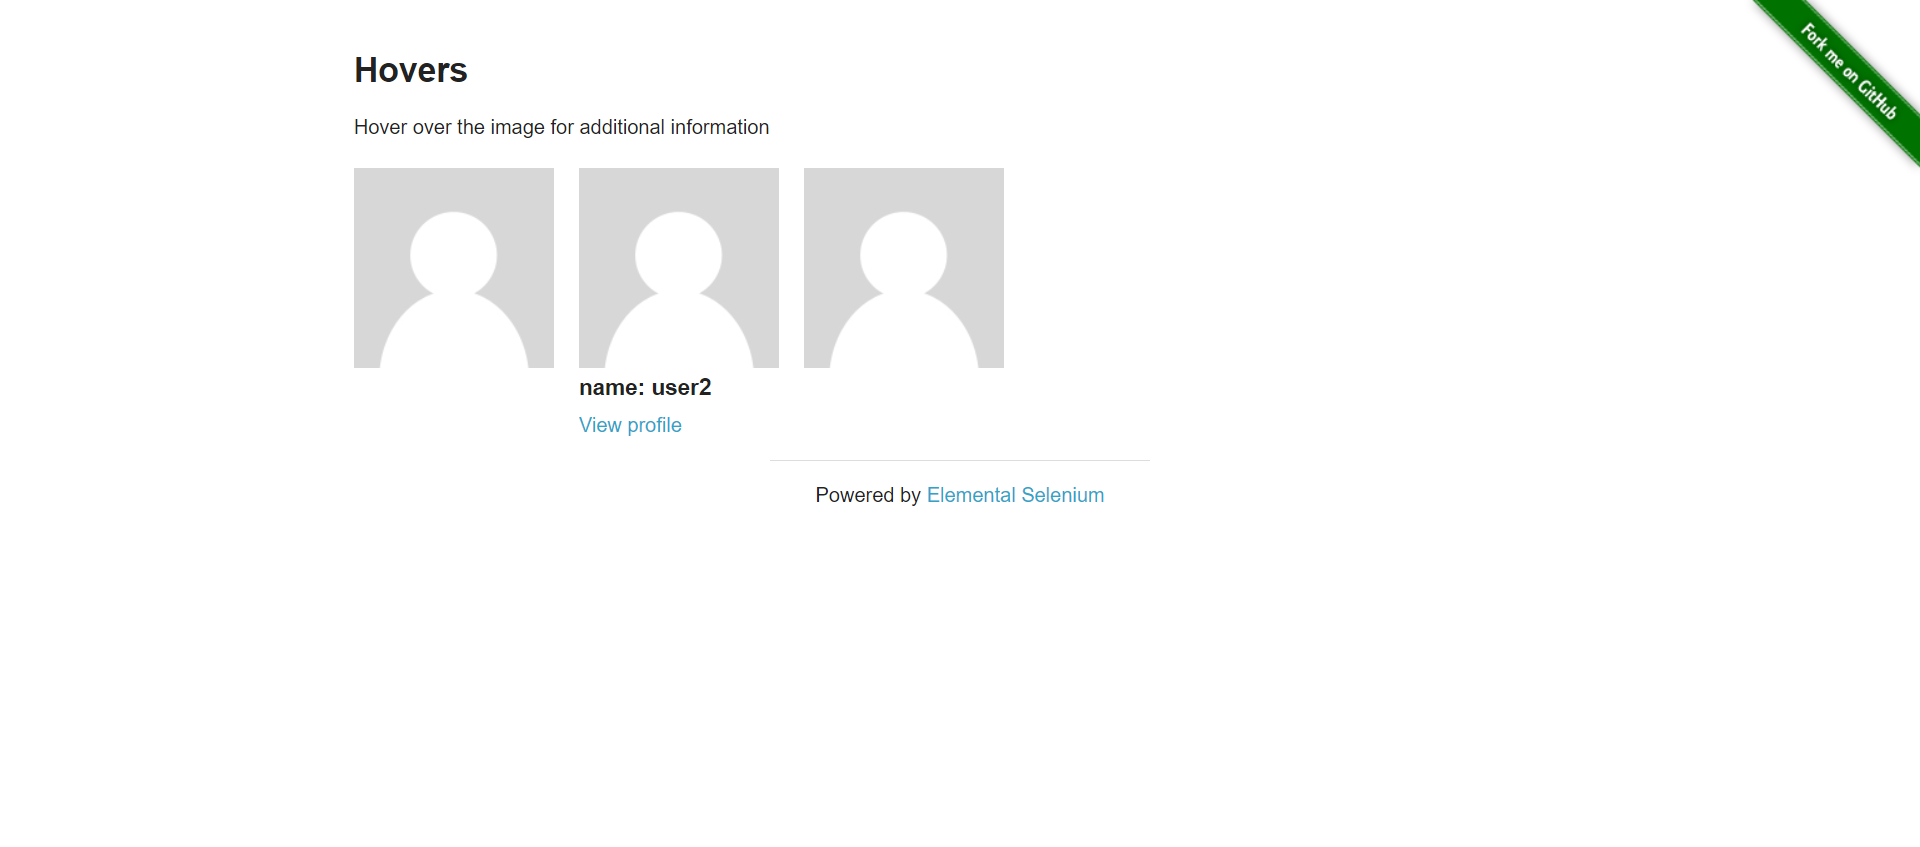 Hovers
Hover over the image for additional information
name: user2
View profile
Powered by Elemental Selenium
Fork me on GitHub